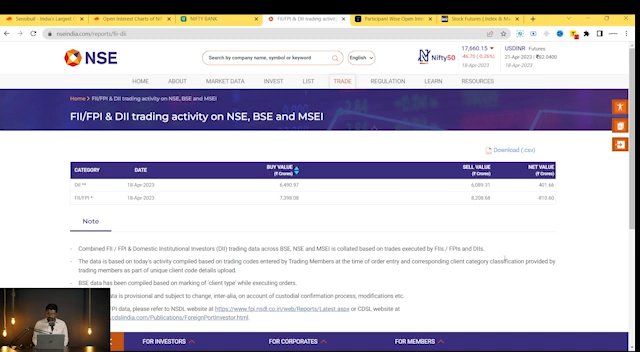 Sensibull - India's Largest
Open Interest Charts of N
NIFTY BANK
FII/FPI & DII trading activity
Participant Wise Open Inter
Stock Futures | Index & M
nseindia.com/reports/fii-dii
NSE
Search by company name, symbol or keyword
English
Nifty50
17,660.15
-46.70 (-0.26%)
18-Apr-2023
USDINR Futures
21 Apr 2023 | ₹82.0400
18-Apr-2023
HOME
ABOUT
MARKET DATA
INVEST
LIST
TRADE
REGULATION
LEARN
RESOURCES
Home > FII/FPI & DII trading activity on NSE, BSE and MSEI
FII/FPI & DII trading activity on NSE, BSE and MSEI
Download (.csv)
CATEGORY DATE BUY VALUE (₹ Crores) SELL VALUE (₹ Crores) NET VALUE (₹ Crores)
DII ** 18-Apr-2023 6,490.97 6,089.31 401.66
FII/FPI * 18-Apr-2023 7,398.08 8,208.68 -810.60
Note
- Combined FII / FPI & Domestic Institutional Investors (DII) trading data across BSE, NSE and MSEI is collated based on trades executed by FIIs / FPIs and DIIs.
- The data is based on today's activity compiled based on trading codes entered by Trading Members at the time of order entry and corresponding client category classification provided by
trading members as part of unique client code details upload.
- BSE data has been compiled based on marking of 'client type' while executing orders.
data is provisional and subject to change, inter-alia, on account of custodial confirmation process, modifications etc.
PI data, please refer to NSDL website at https://www.fpi.nsdl.co.in/web/Reports/Latest.aspx or CDSL website at
cdslindia.com/Publications/ForeignPortInvestor.html.
FOR INVESTORS
FOR CORPORATES
FOR MEMBERS